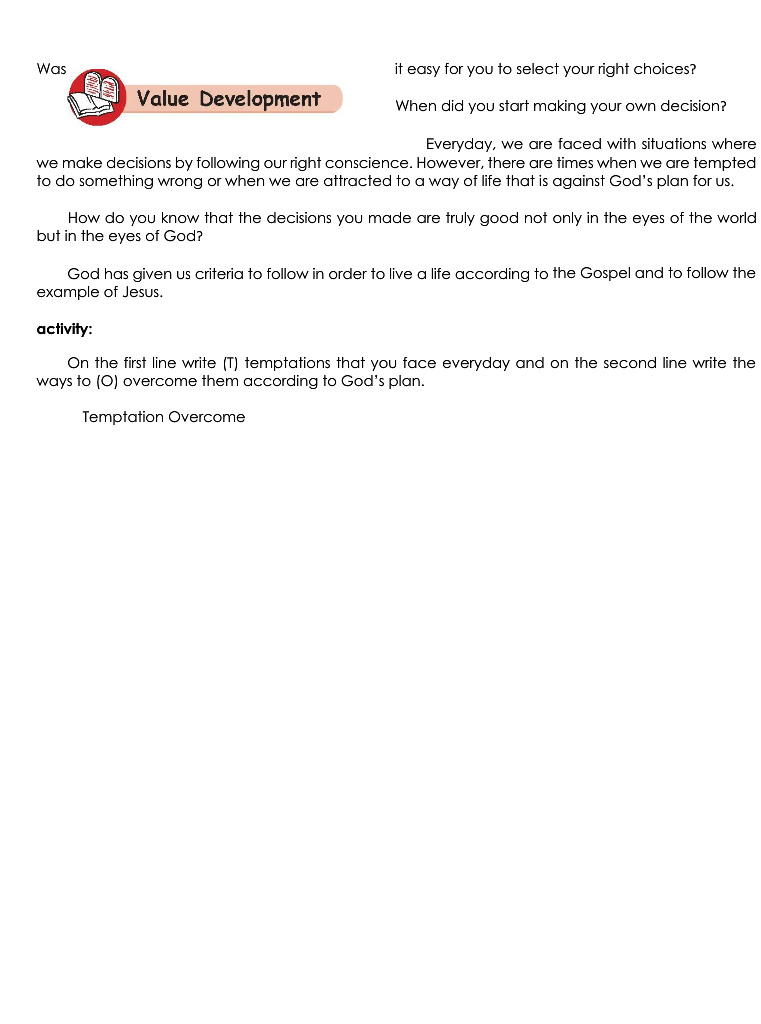 Was it easy for you to select your right choices?
Value Development
When did you start making your own decision?
Everyday, we are faced with situations where
we make decisions by following our right conscience. However, there are times when we are tempted
to do something wrong or when we are attracted to a way of life that is against God's plan for us.
How do you know that the decisions you made are truly good not only in the eyes of the world
but in the eyes of God?
God has given us criteria to follow in order to live a life according to the Gospel and to follow the
example of Jesus.
activity:
On the first line write (T) temptations that you face everyday and on the second line write the
ways to (O) overcome them according to God's plan.
Temptation Overcome